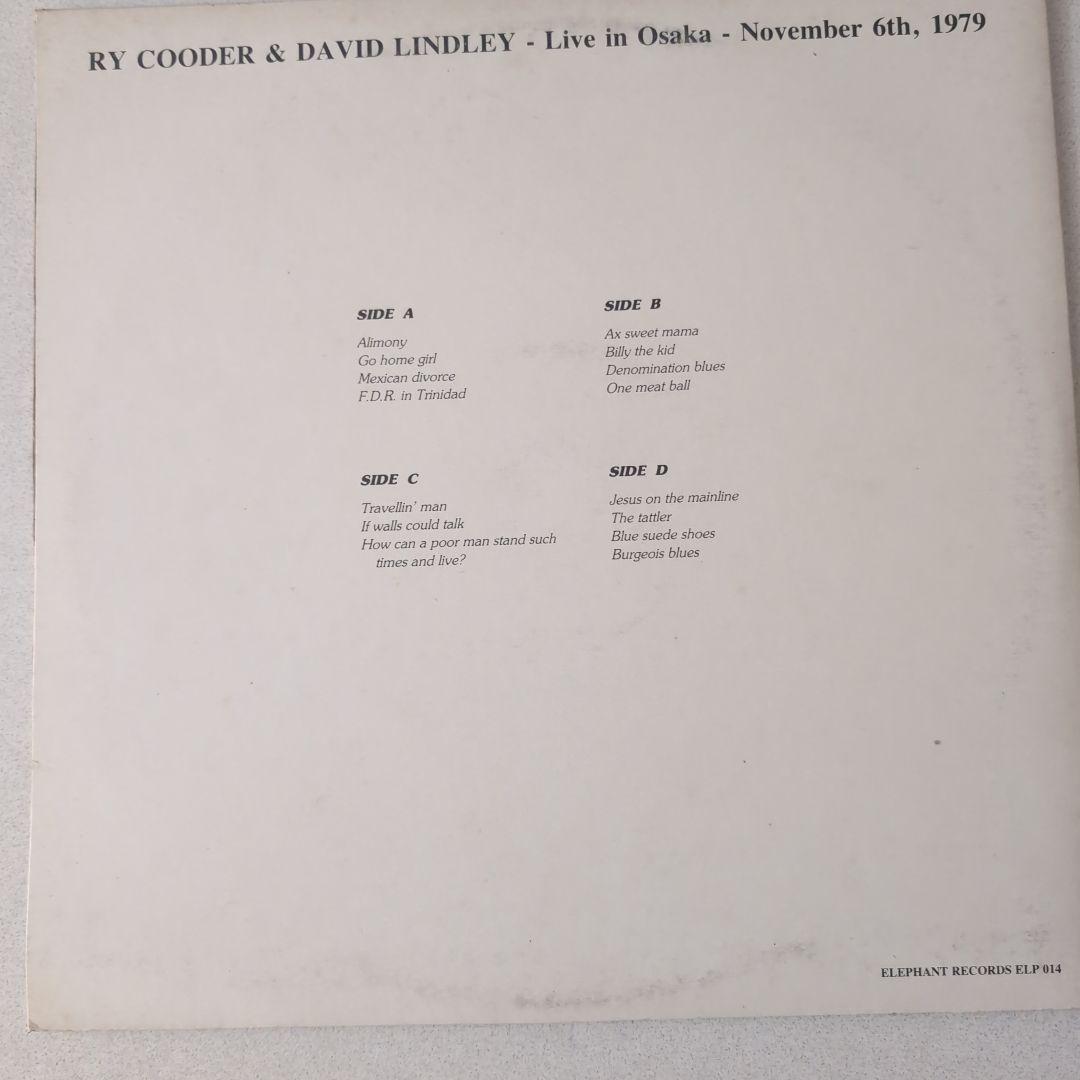 RY COODER & DAVID LINDLEY - Live in Osaka - November 6th, 1979
SIDE A
Alimony
Go home girl
Mexican divorce
F.D.R. in Trinidad
SIDE B
Ax sweet mama
Billy the kid
Denomination blues
One meat ball
SIDE C
Travellin' man
If walls could talk
How can a poor man stand such
times and live?
SIDE D
Jesus on the mainline
The tattler
Blue suede shoes
Burgeois blues
ELEPHANT RECORDS ELP 014